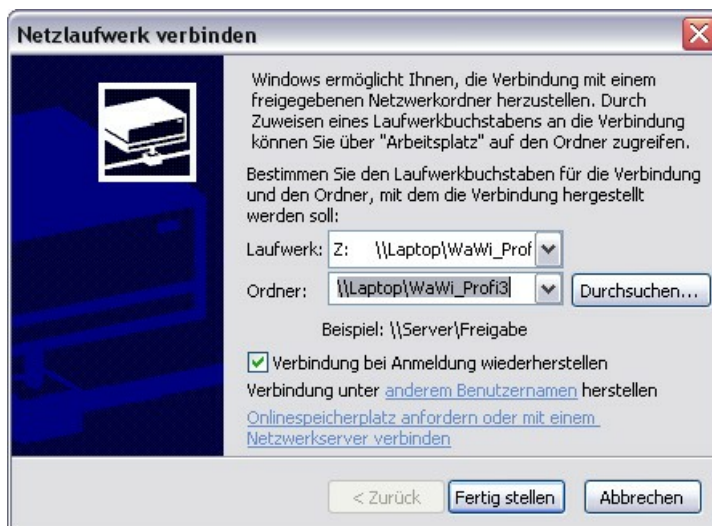 Netzlaufwerk verbinden
Windows ermöglicht Ihnen, die Verbindung mit einem
freigegebenen Netzwerkordner herzustellen. Durch
Zuweisen eines Laufwerkbuchstabens an die Verbindung
können Sie über "Arbeitsplatz" auf den Ordner zugreifen.
Bestimmen Sie den Laufwerkbuchstaben für die Verbindung
und den Ordner, mit dem die Verbindung hergestellt
werden soll:
Laufwerk: Z: \\Laptop\WaWi_Prof
Ordner: \\Laptop\WaWi_Profi3 Durchsuchen...
Beispiel: \\Server\Freigabe
Verbindung bei Anmeldung wiederherstellen
Verbindung unter anderem Benutzernamen herstellen
Onlinespeicherplatz anfordern oder mit einem
Netzwerkserver verbinden
< Zurück Fertig stellen Abbrechen